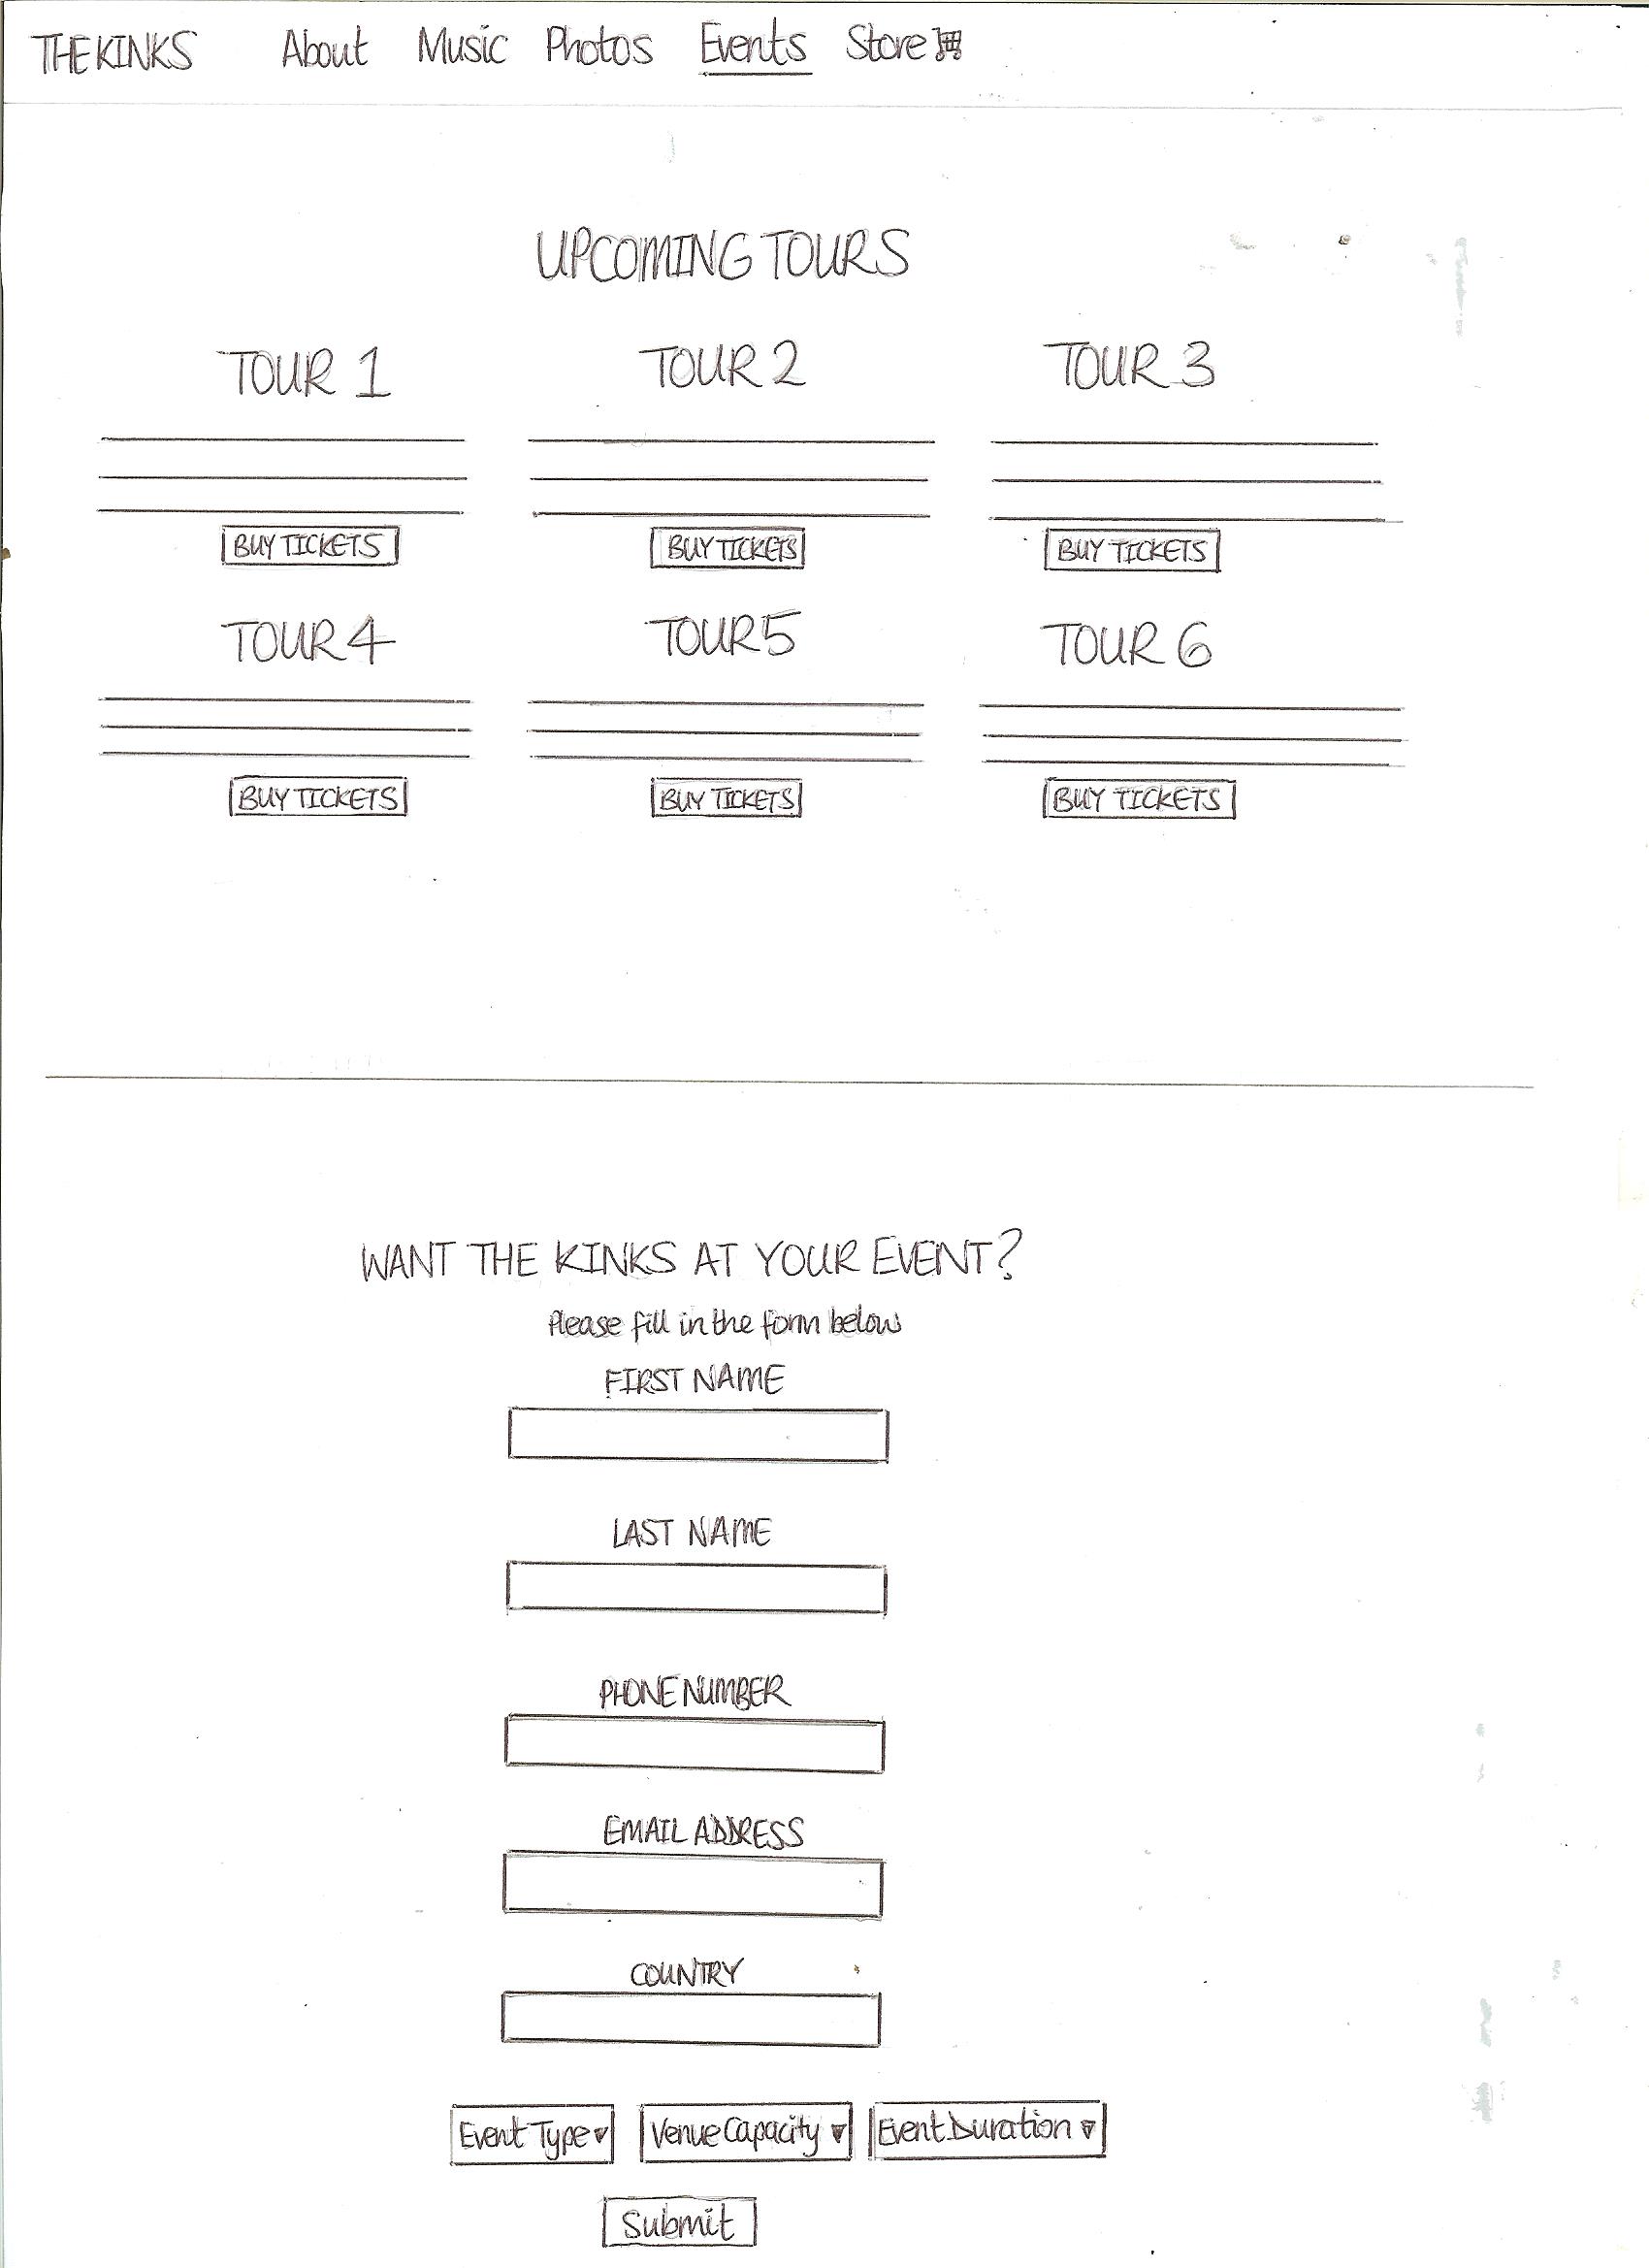 THE KINKS About Music Photos Events Store
UPCOMING TOURS
TOUR 1 TOUR 2 TOUR 3
BUY TICKETS BUY TICKETS BUY TICKETS
TOUR 4 TOUR 5 TOUR 6
BUY TICKETS BUY TICKETS BUY TICKETS
WANT THE KINKS AT YOUR EVENT?
Please fill in the form below
FIRST NAME
LAST NAME
PHONE NUMBER
EMAIL ADDRESS
COUNTRY
Event Type Venue Capacity Event Duration
Submit